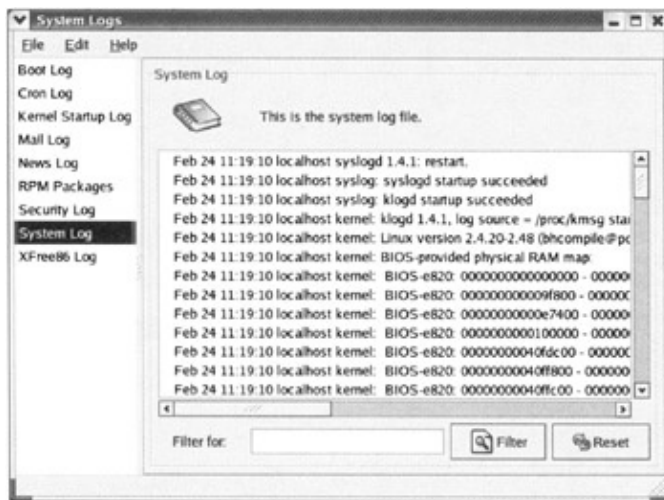 System Logs
File Edit Help
Boot Log
Cron Log
Kernel Startup Log
Mail Log
News Log
RPM Packages
Security Log
System Log
XFree86 Log
System Log
This is the system log file.
Feb 24 11:19:10 localhost syslogd 1.4.1: restart.
Feb 24 11:19:10 localhost syslog: syslogd startup succeeded
Feb 24 11:19:10 localhost syslog: klogd startup succeeded
Feb 24 11:19:10 localhost kernel: klogd 1.4.1, log source = /proc/kmsg star
Feb 24 11:19:10 localhost kernel: Linux version 2.4.20-2.48 (bhcompile@po
Feb 24 11:19:10 localhost kernel: BIOS-provided physical RAM map:
Feb 24 11:19:10 localhost kernel: BIOS-e820: 0000000000000000 - 000000
Feb 24 11:19:10 localhost kernel: BIOS-e820: 000000000009f800 - 000000
Feb 24 11:19:10 localhost kernel: BIOS-e820: 00000000000e7400 - 000000
Feb 24 11:19:10 localhost kernel: BIOS-e820: 0000000000100000 - 000000
Feb 24 11:19:10 localhost kernel: BIOS-e820: 00000000040fdc00 - 000000
Feb 24 11:19:10 localhost kernel: BIOS-e820: 00000000040ff800 - 000000
Feb 24 11:19:10 localhost kernel: BIOS-e820: 00000000040ffc00 - 000000
Filter for: Filter Reset